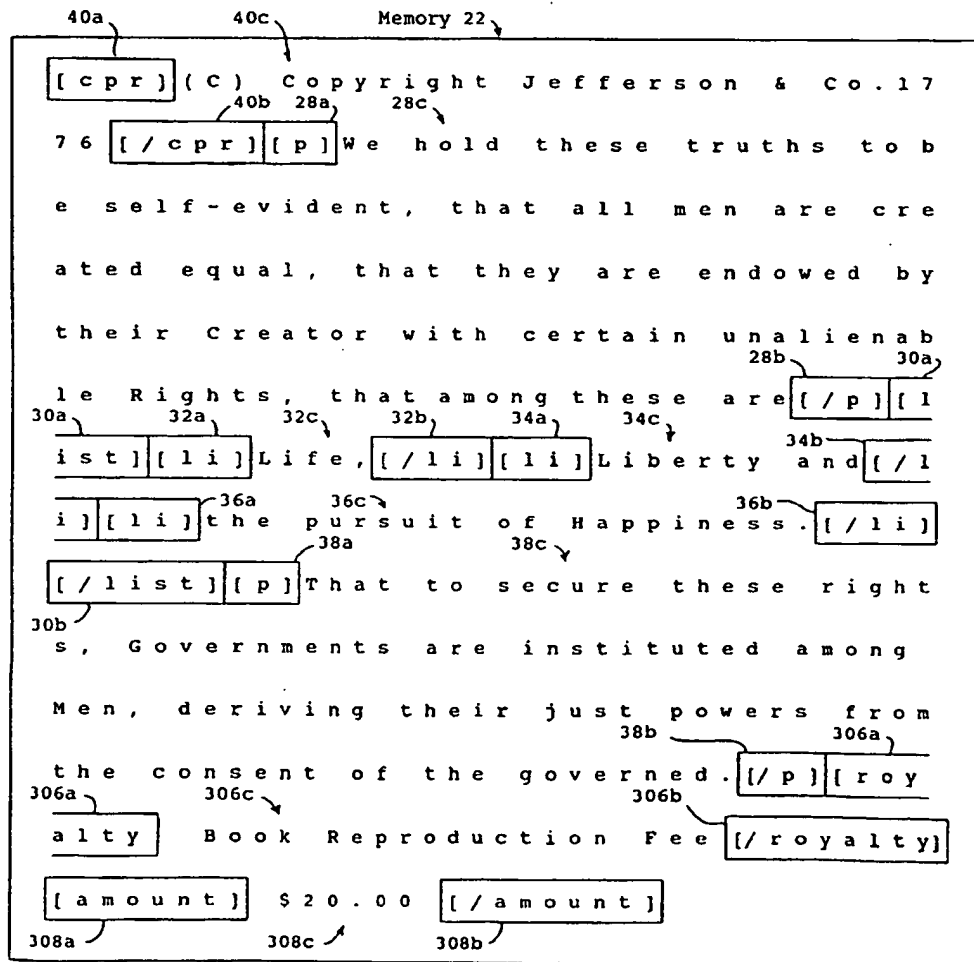 40a 40c Memory 22
[cpr](C) Copyright Jefferson & Co.17
40b 28a 28c
76 [/cpr][p]We hold these truths to b
e self-evident, that all men are cre
ated equal, that they are endowed by
their Creator with certain unalienab
28b 30a
le Rights, that among these are[/p][l
30a 32a 32c 32b 34a 34c 34b
ist][li]Life,[/li][li]Liberty and[/l
36a 36c 36b
i][li]the pursuit of Happiness.[/li]
38a 38c
[/list][p]That to secure these right
30b
s, Governments are instituted among
Men, deriving their just powers from
38b 306a
the consent of the governed.[/p][roy
306a 306c 306b
alty Book Reproduction Fee [/royalty]
[amount] $20.00 [/amount]
308a 308c 308b